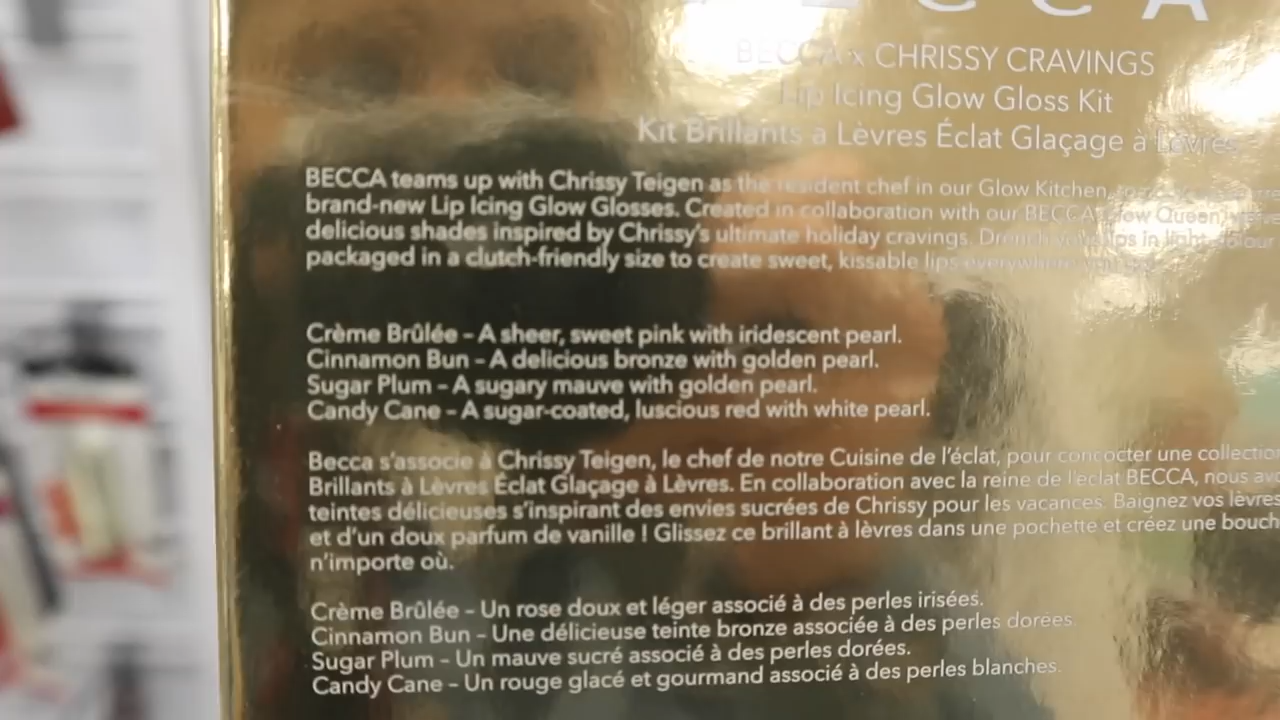 BECCA
BECCA x CHRISSY CRAVINGS
Lip Icing Glow Gloss Kit
Kit Brillants à Lèvres Éclat Glaçage à Lèvres
BECCA teams up with Chrissy Teigen as the resident chef in our Glow Kitchen,
brand-new Lip Icing Glow Glosses. Created in collaboration with our BECCA Glow Queen,
delicious shades inspired by Chrissy's ultimate holiday cravings. Drench your lips in light, colour
packaged in a clutch-friendly size to create sweet, kissable lips everywhere
Crème Brûlée – A sheer, sweet pink with iridescent pearl.
Cinnamon Bun – A delicious bronze with golden pearl.
Sugar Plum – A sugary mauve with golden pearl.
Candy Cane – A sugar-coated, luscious red with white pearl.
Becca s'associe à Chrissy Teigen, le chef de notre Cuisine de l'éclat, pour concocter une collection
Brillants à Lèvres Éclat Glaçage à Lèvres. En collaboration avec la reine de l'eclat BECCA, nous
teintes délicieuses s'inspirant des envies sucrées de Chrissy pour les vacances. Baignez vos lèvres
et d'un doux parfum de vanille ! Glissez ce brillant à lèvres dans une pochette et créez une
n'importe où.
Crème Brûlée – Un rose doux et léger associé à des perles irisées.
Cinnamon Bun – Une délicieuse teinte bronze associée à des perles dorées.
Sugar Plum – Un mauve sucré associé à des perles dorées.
Candy Cane – Un rouge glacé et gourmand associé à des perles blanches.